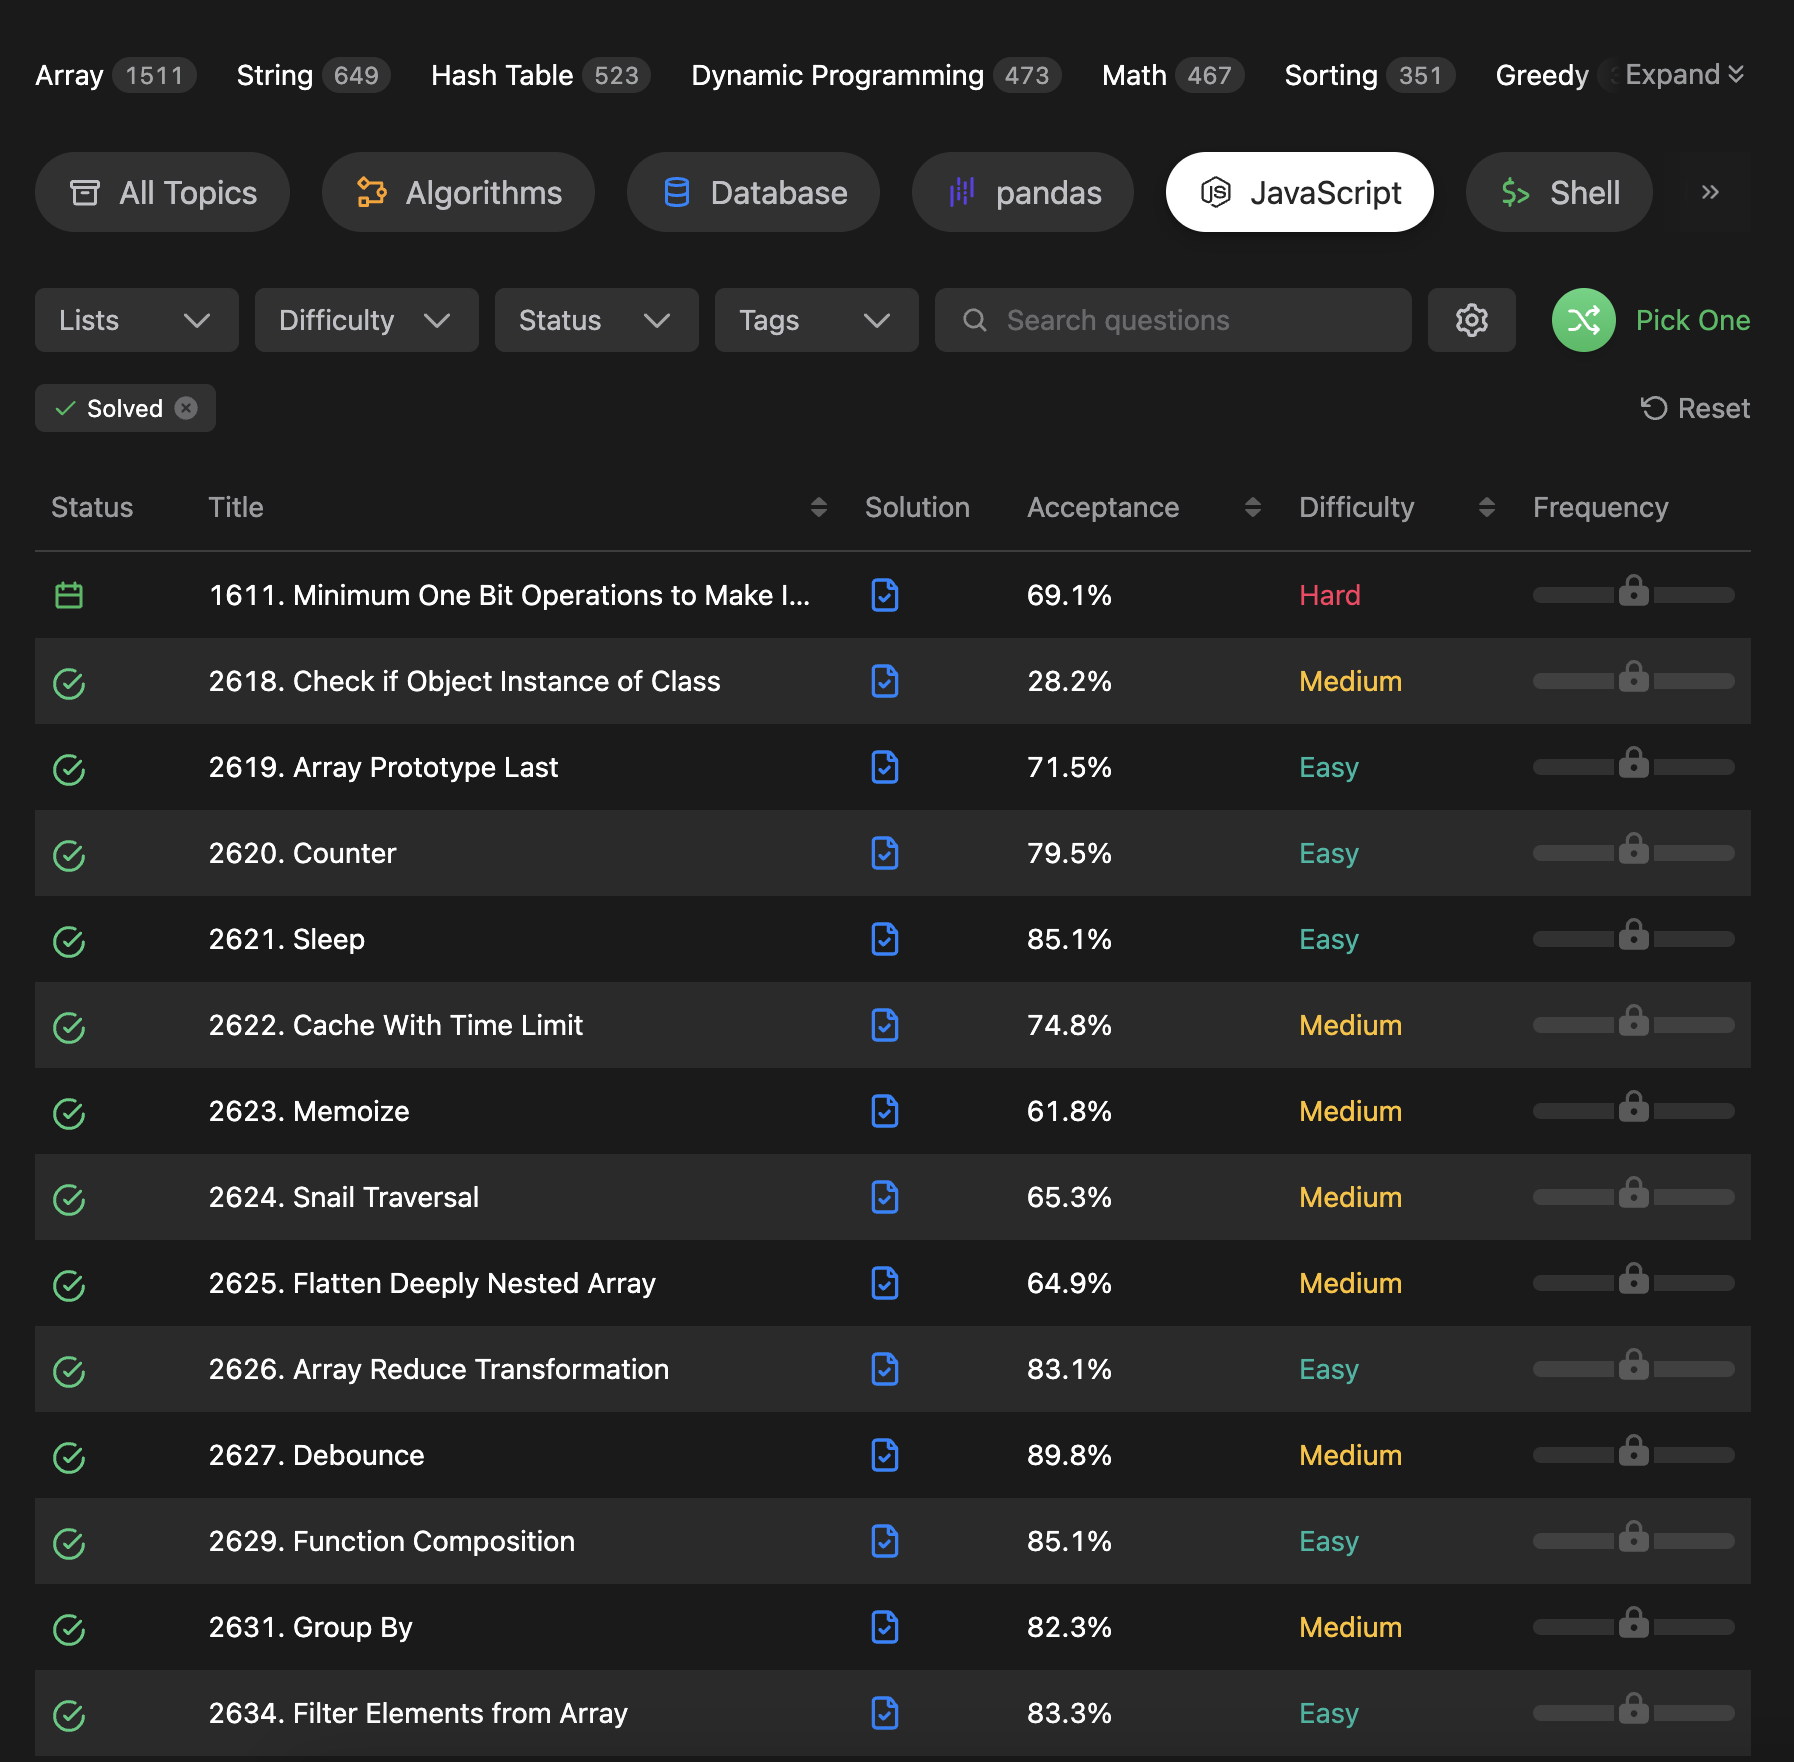 Array 1511 String 649 Hash Table 523 Dynamic Programming 473 Math 467 Sorting 351 Greedy Expand
All Topics Algorithms Database pandas JavaScript Shell
Lists Difficulty Status Tags Search questions Pick One
Solved Reset
Status Title Solution Acceptance Difficulty Frequency
1611. Minimum One Bit Operations to Make I... 69.1% Hard
2618. Check if Object Instance of Class 28.2% Medium
2619. Array Prototype Last 71.5% Easy
2620. Counter 79.5% Easy
2621. Sleep 85.1% Easy
2622. Cache With Time Limit 74.8% Medium
2623. Memoize 61.8% Medium
2624. Snail Traversal 65.3% Medium
2625. Flatten Deeply Nested Array 64.9% Medium
2626. Array Reduce Transformation 83.1% Easy
2627. Debounce 89.8% Medium
2629. Function Composition 85.1% Easy
2631. Group By 82.3% Medium
2634. Filter Elements from Array 83.3% Easy